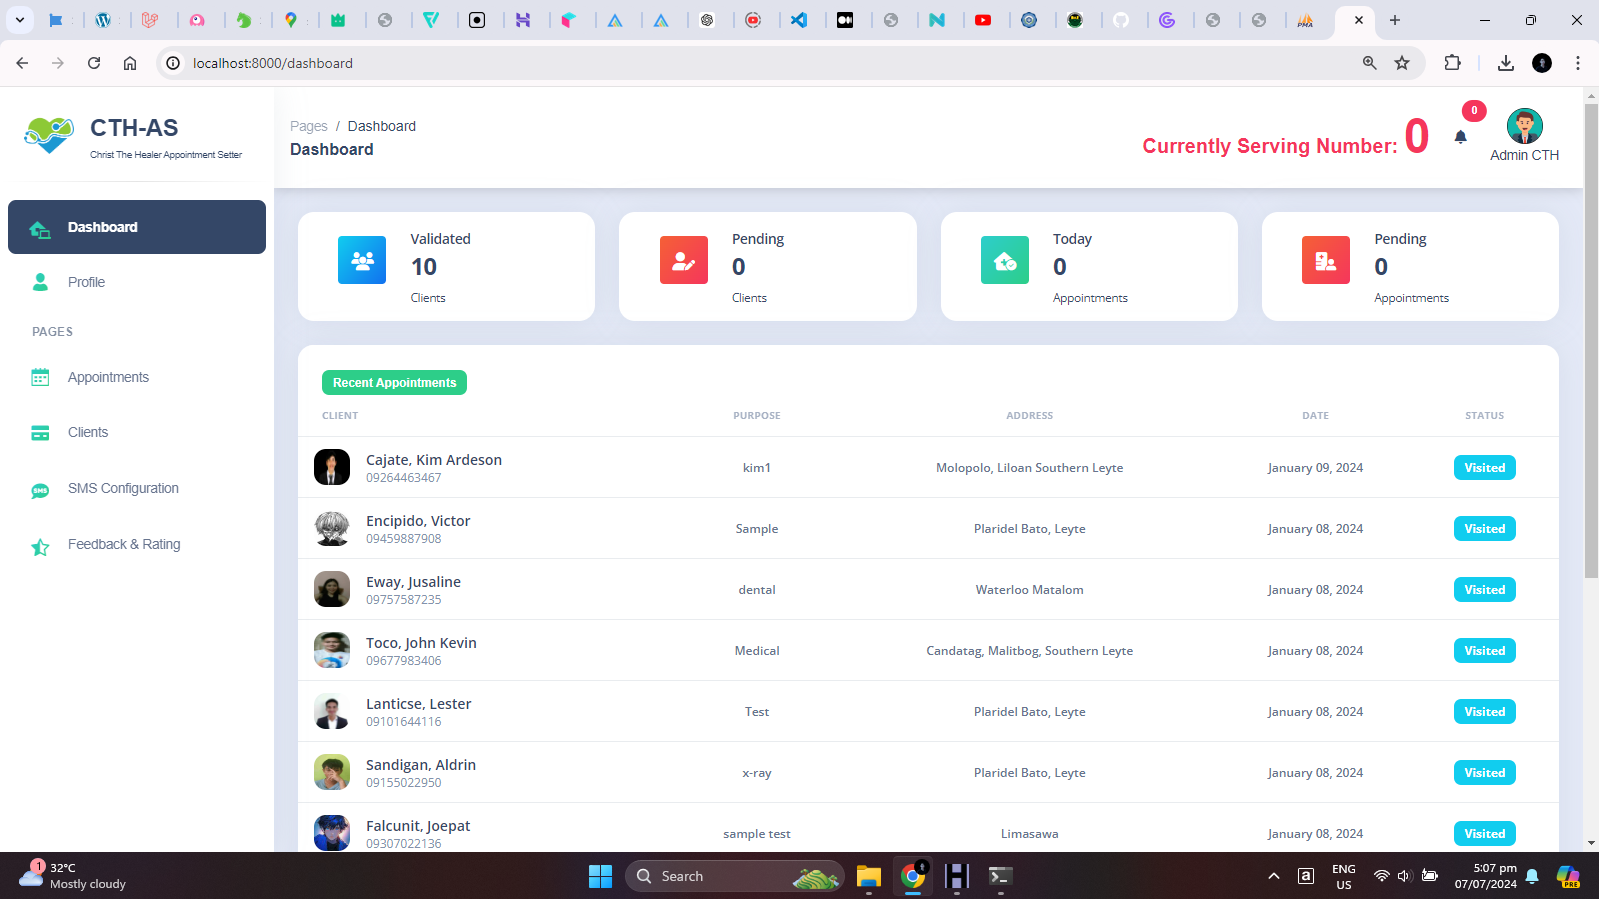 localhost:8000/dashboard
CTH-AS
Christ The Healer Appointment Setter
Dashboard
Profile
PAGES
Appointments
Clients
SMS
SMS Configuration
Feedback & Rating
Pages / Dashboard
Dashboard
Currently Serving Number: 0
0
Admin CTH
Validated
10
Clients
Pending
0
Clients
Today
0
Appointments
Pending
0
Appointments
Recent Appointments
CLIENT PURPOSE ADDRESS DATE STATUS
Cajate, Kim Ardeson
09264463467
kim1 Molopolo, Liloan Southern Leyte January 09, 2024 Visited
Encipido, Victor
09459887908
Sample Plaridel Bato, Leyte January 08, 2024 Visited
Eway, Jusaline
09757587235
dental Waterloo Matalom January 08, 2024 Visited
Toco, John Kevin
09677983406
Medical Candatag, Malitbog, Southern Leyte January 08, 2024 Visited
Lanticse, Lester
09101644116
Test Plaridel Bato, Leyte January 08, 2024 Visited
Sandigan, Aldrin
09155022950
x-ray Plaridel Bato, Leyte January 08, 2024 Visited
Falcunit, Joepat
09307022136
sample test Limasawa January 08, 2024 Visited
1
32°C
Mostly cloudy
Search
ENG
US
5:07 pm
07/07/2024
PRE